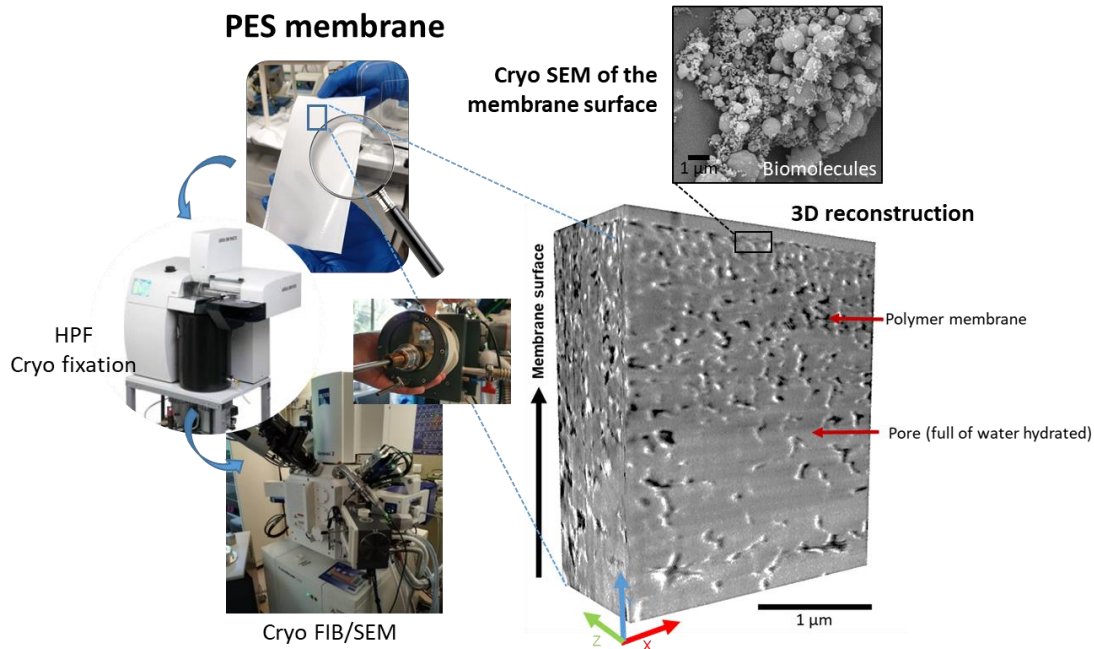 PES membrane
Cryo SEM of the
membrane surface
1 µm
Biomolecules
3D reconstruction
HPF
Cryo fixation
Membrane surface
Polymer membrane
Pore (full of water hydrated)
Cryo FIB/SEM
Z
X
1 µm